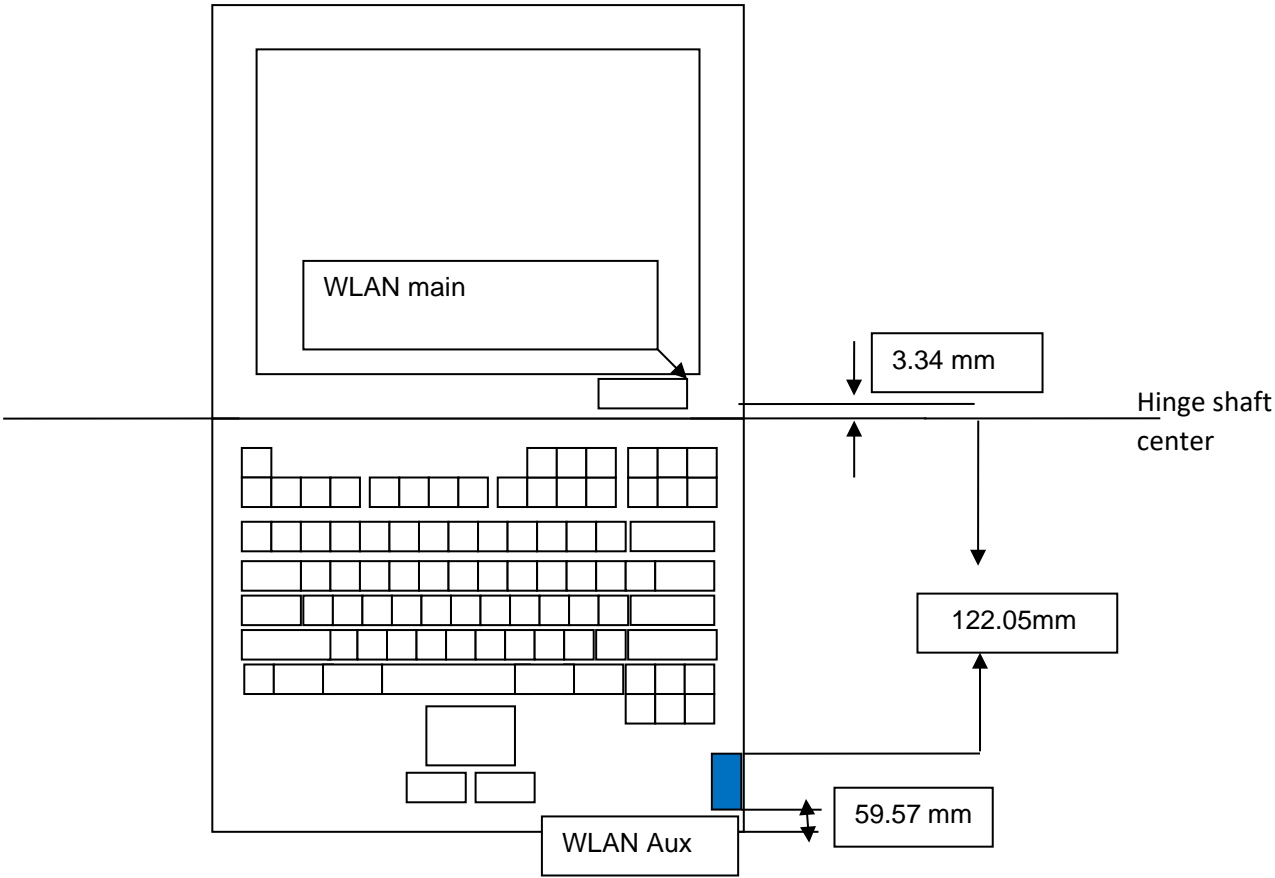 WLAN main
3.34 mm
Hinge shaft
center
122.05mm
59.57 mm
WLAN Aux